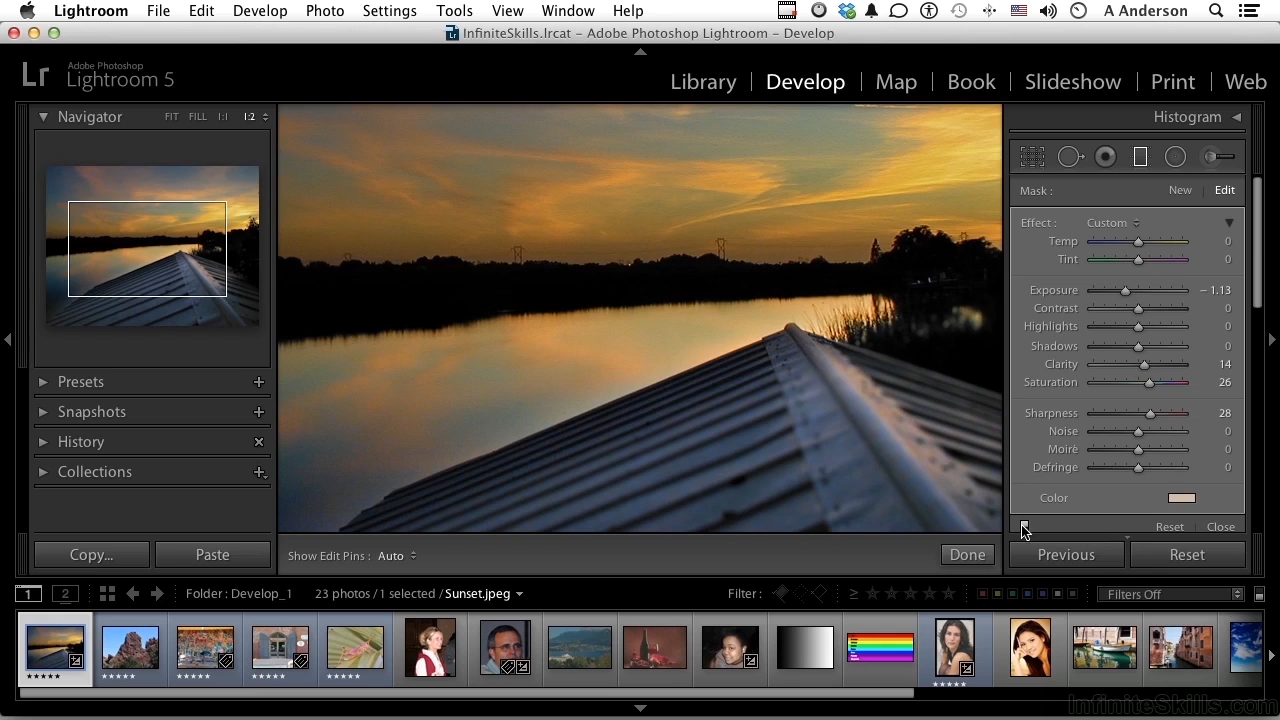 Lightroom File Edit Develop Photo Settings Tools View Window Help A Anderson
InfiniteSkills.lrcat – Adobe Photoshop Lightroom – Develop
Lr Adobe Photoshop
Lightroom 5
Library Develop Map Book Slideshow Print Web
Navigator FIT FILL 1:1 1:2
Histogram
Mask : New Edit
Effect : Custom
Temp 0
Tint 0
Exposure – 1.13
Contrast 0
Highlights 0
Shadows 0
Clarity 14
Saturation 26
Sharpness 28
Noise 0
Moiré 0
Defringe 0
Color
Reset Close
Presets
Snapshots
History
Collections
Copy... Paste
Show Edit Pins : Auto Done
Previous Reset
1 2 Folder : Develop_1 23 photos / 1 selected / Sunset.jpeg Filter : Filters Off
InfiniteSkills.com